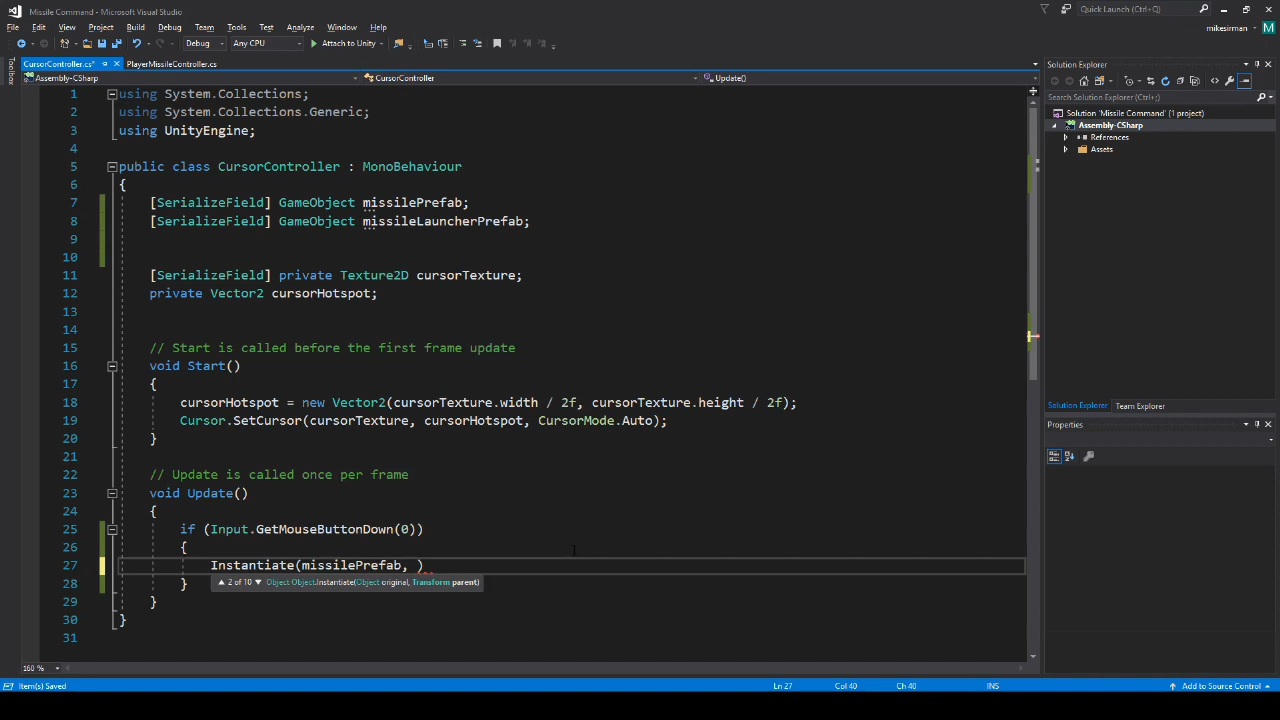 Missile Command - Microsoft Visual Studio
Quick Launch (Ctrl+;)
File Edit View Project Build Debug Team Tools Test Analyze Window Help
mikesirman M
Debug Any CPU Attach to Unity
Toolbox
CursorController.cs* PlayerMissileController.cs
Assembly-CSharp CursorController Update()
1 using System.Collections;
2 using System.Collections.Generic;
3 using UnityEngine;
4
5 public class CursorController : MonoBehaviour
6 {
7 [SerializeField] GameObject missilePrefab;
8 [SerializeField] GameObject missileLauncherPrefab;
9
10
11 [SerializeField] private Texture2D cursorTexture;
12 private Vector2 cursorHotspot;
13
14
15 // Start is called before the first frame update
16 void Start()
17 {
18 cursorHotspot = new Vector2(cursorTexture.width / 2f, cursorTexture.height / 2f);
19 Cursor.SetCursor(cursorTexture, cursorHotspot, CursorMode.Auto);
20 }
21
22 // Update is called once per frame
23 void Update()
24 {
25 if (Input.GetMouseButtonDown(0))
26 {
27 Instantiate(missilePrefab, )
▲ 2 of 10 ▼ Object Object.Instantiate(Object original, Transform parent)
28 }
29 }
30 }
31
160 %
Solution Explorer
Search Solution Explorer (Ctrl+;)
Solution 'Missile Command' (1 project)
Assembly-CSharp
References
Assets
Solution Explorer Team Explorer
Properties
Item(s) Saved Ln 27 Col 40 Ch 40 INS Add to Source Control